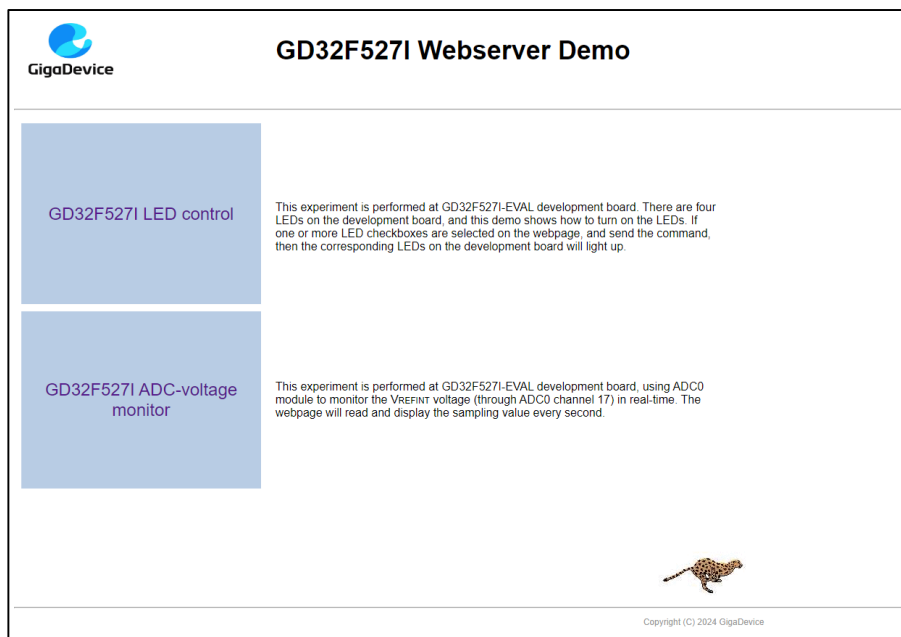 GigaDevice
GD32F527I Webserver Demo
GD32F527I LED control
This experiment is performed at GD32F527I-EVAL development board. There are four
LEDs on the development board, and this demo shows how to turn on the LEDs. If
one or more LED checkboxes are selected on the webpage, and send the command,
then the corresponding LEDs on the development board will light up.
GD32F527I ADC-voltage
monitor
This experiment is performed at GD32F527I-EVAL development board, using ADC0
module to monitor the VREFINT voltage (through ADC0 channel 17) in real-time. The
webpage will read and display the sampling value every second.
Copyright (C) 2024 GigaDevice